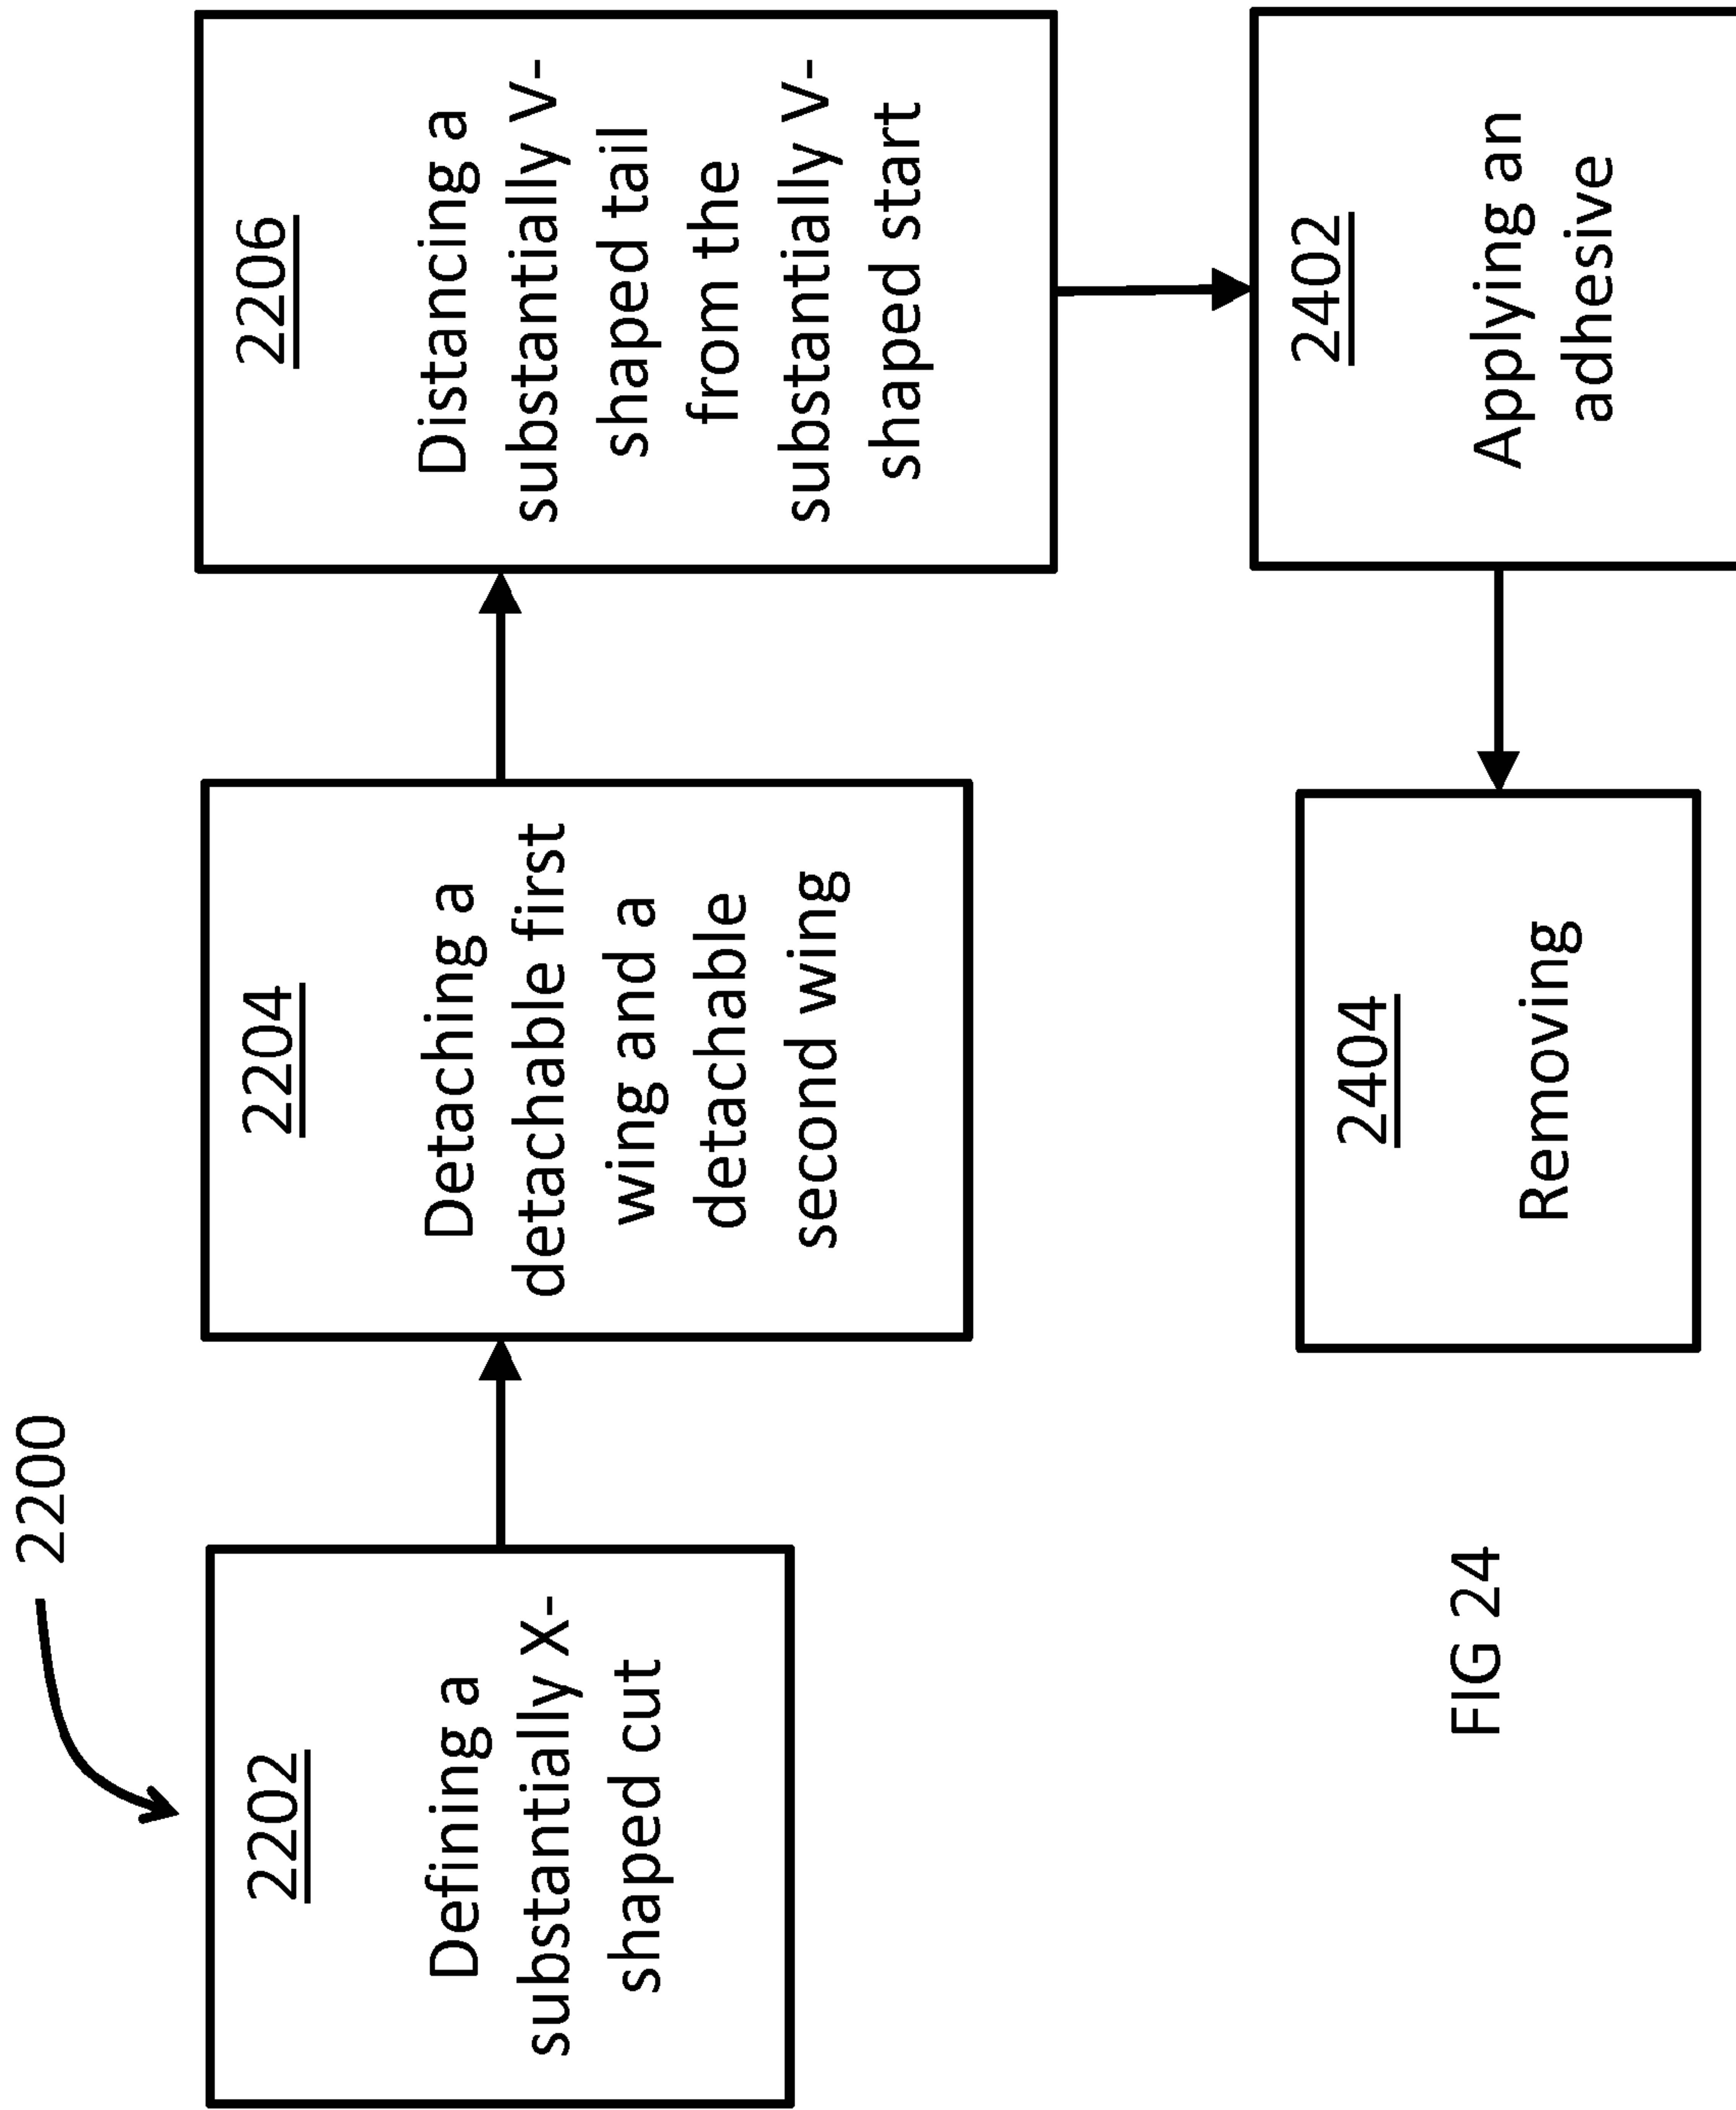 2200
2202
Defining a
substantially X-
shaped cut
2204
Detaching a
detachable first
wing and a
detachable
second wing
2206
Distancing a
substantially V-
shaped tail
from the
substantially V-
shaped start
2402
Applying an
adhesive
2404
Removing
FIG 24